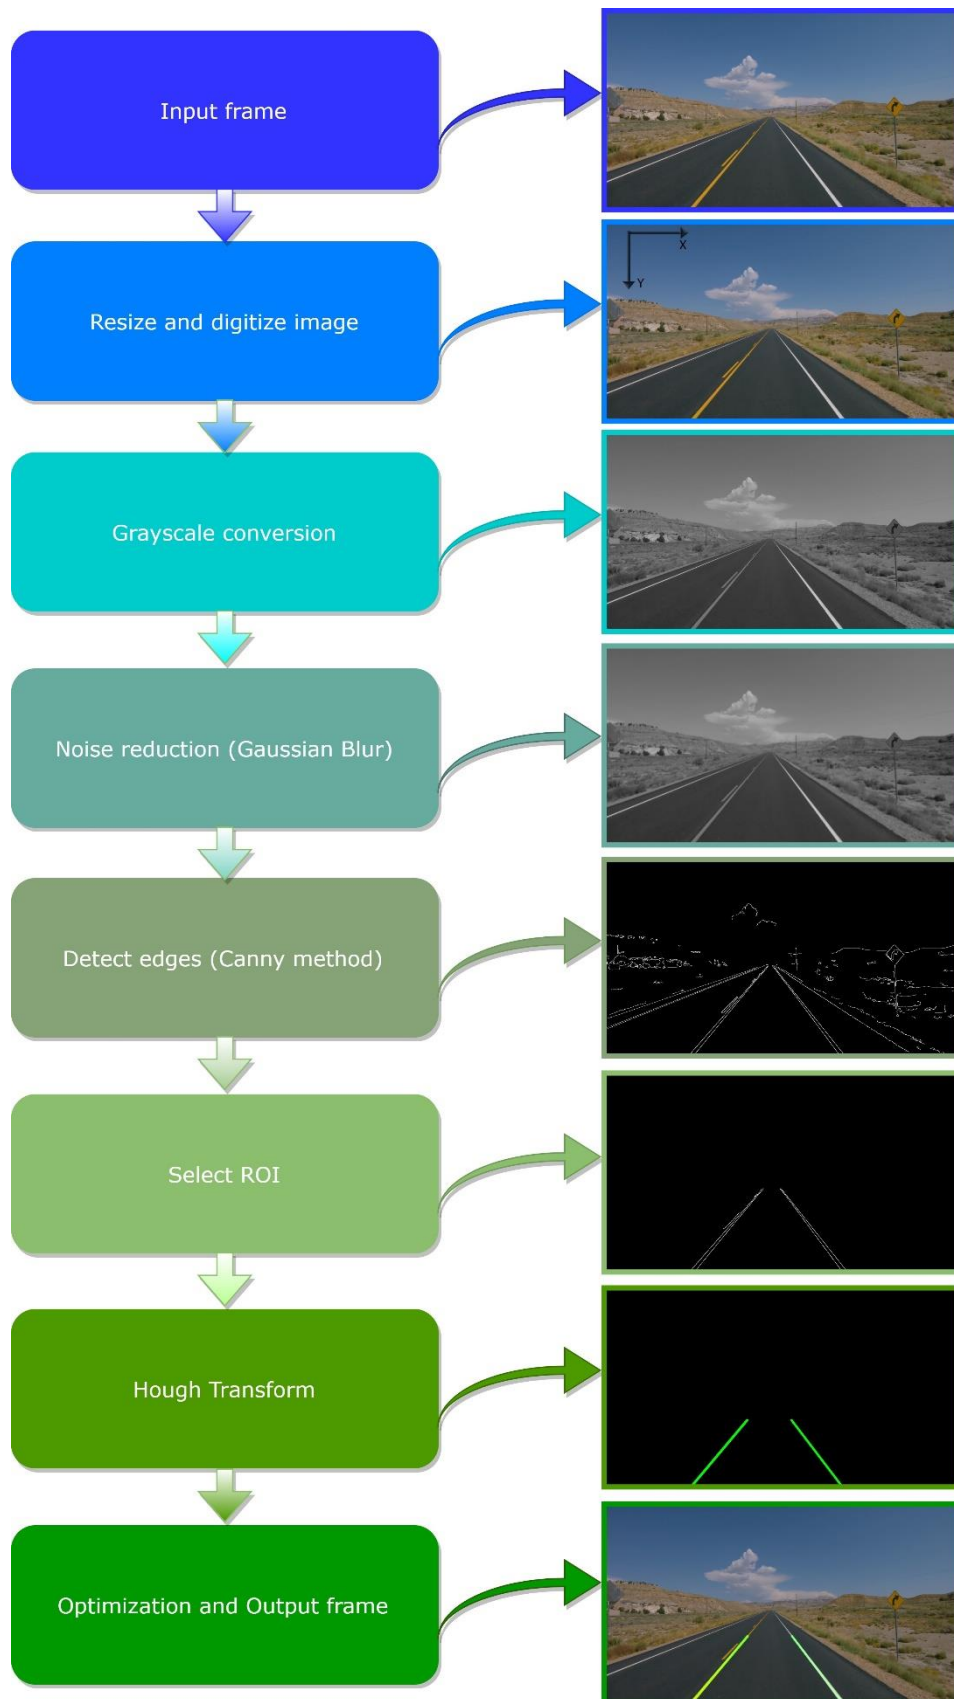 Input frame
Resize and digitize image
X
Y
Grayscale conversion
Noise reduction (Gaussian Blur)
Detect edges (Canny method)
Select ROI
Hough Transform
Optimization and Output frame